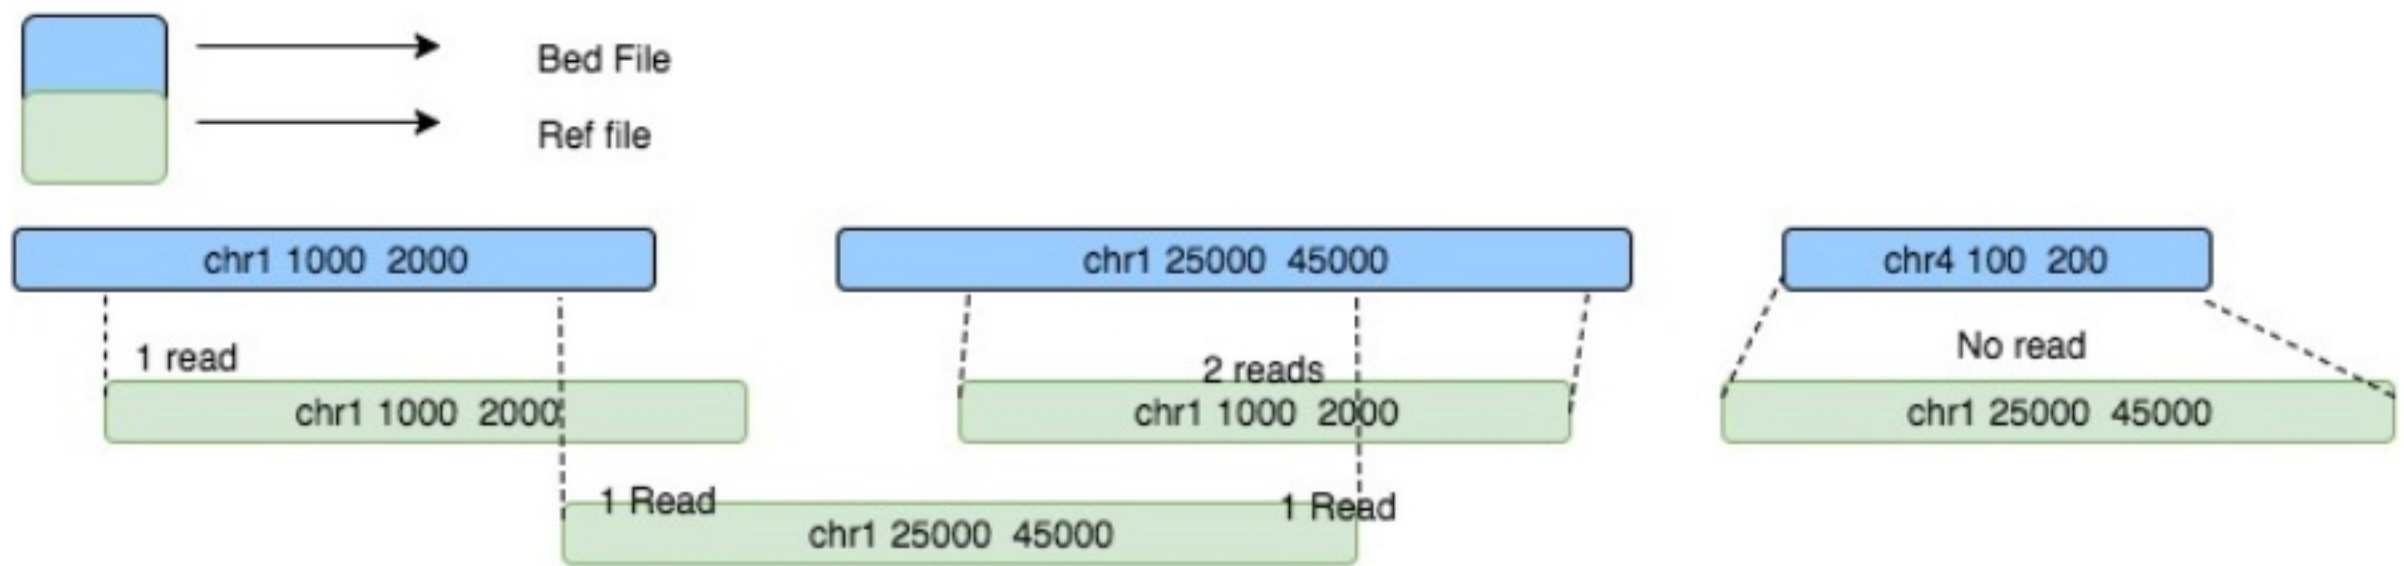 Bed File
Ref file
chr1 1000 2000
chr1 25000 45000
chr4 100 200
1 read
2 reads
No read
chr1 1000 2000
chr1 1000 2000
chr1 25000 45000
1 Read
1 Read
chr1 25000 45000